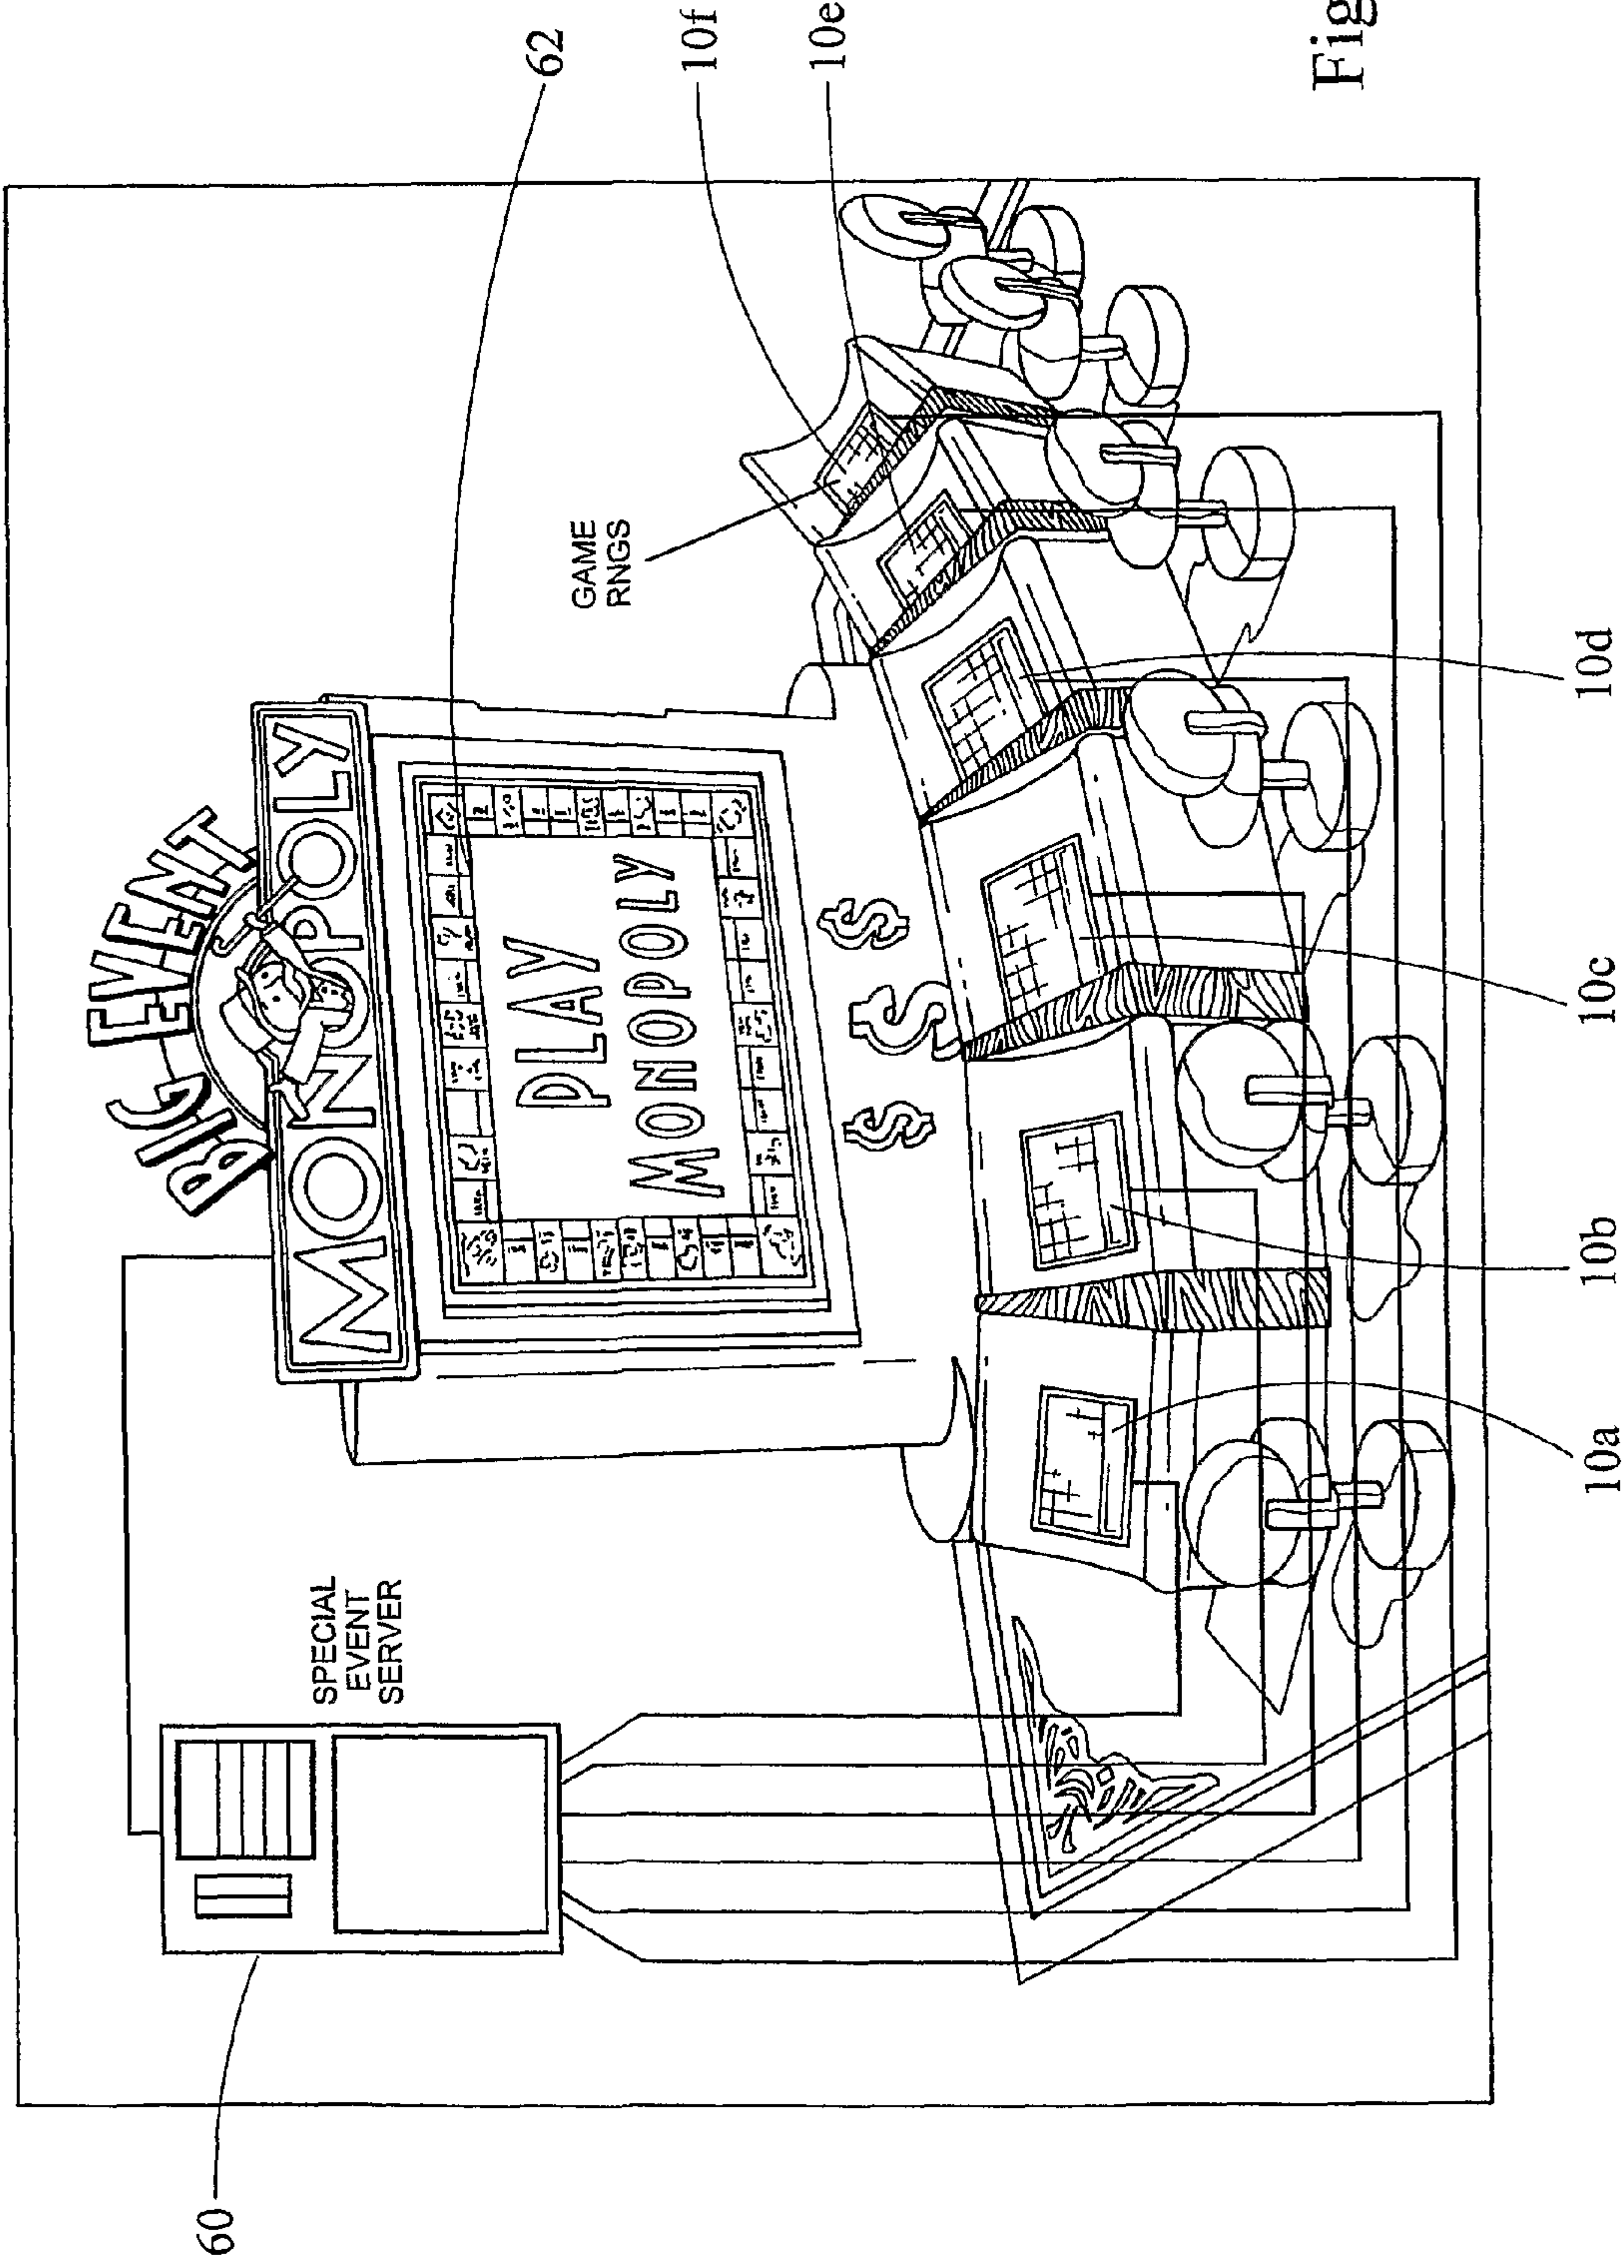 BIG EVENT
MONOPOLY
PLAY
MONOPOLY
$ $ $
SPECIAL
EVENT
SERVER
GAME
RNGS
60
62
10f
10e
10a
10b
10c
10d
Fig